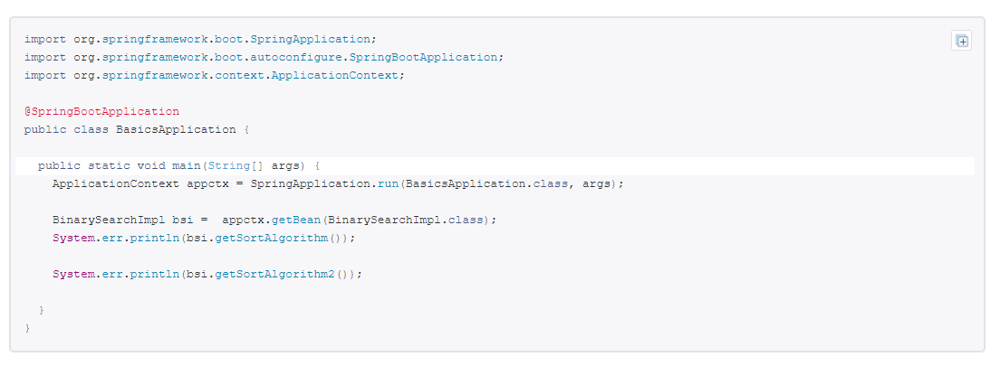 import org.springframework.boot.SpringApplication;
import org.springframework.boot.autoconfigure.SpringBootApplication;
import org.springframework.context.ApplicationContext;
@SpringBootApplication
public class BasicsApplication {
public static void main(String[] args) {
ApplicationContext appctx = SpringApplication.run(BasicsApplication.class, args);
BinarySearchImpl bsi =  appctx.getBean(BinarySearchImpl.class);
System.err.println(bsi.getSortAlgorithm());
System.err.println(bsi.getSortAlgorithm2());
}
}